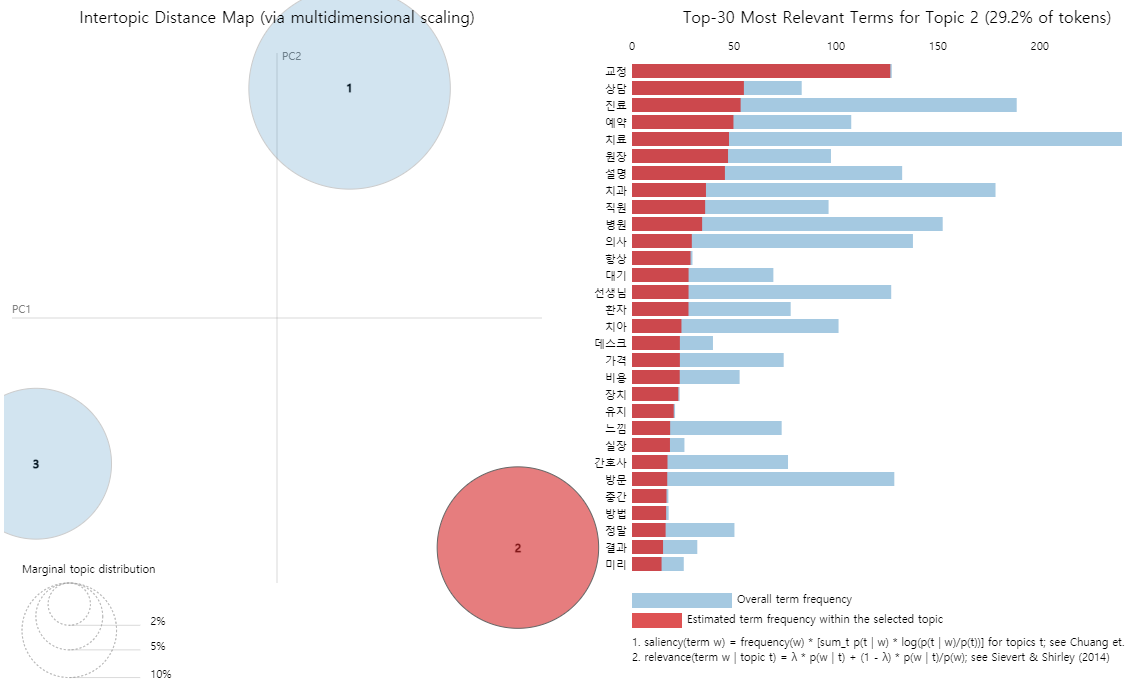 Intertopic Distance Map (via multidimensional scaling)
PC2
1
PC1
3
2
Marginal topic distribution
2%
5%
10%
Top-30 Most Relevant Terms for Topic 2 (29.2% of tokens)
0 50 100 150 200
교정
상담
진료
예약
치료
원장
설명
치과
직원
병원
의사
항상
대기
선생님
환자
치아
데스크
가격
비용
장치
유지
느낌
실장
간호사
방문
중간
방법
정말
결과
미리
Overall term frequency
Estimated term frequency within the selected topic
1. saliency(term w) = frequency(w) * [sum_t p(t | w) * log(p(t | w)/p(t))] for topics t; see Chuang et.
2. relevance(term w | topic t) = λ * p(w | t) + (1 - λ) * p(w | t)/p(w); see Sievert & Shirley (2014)